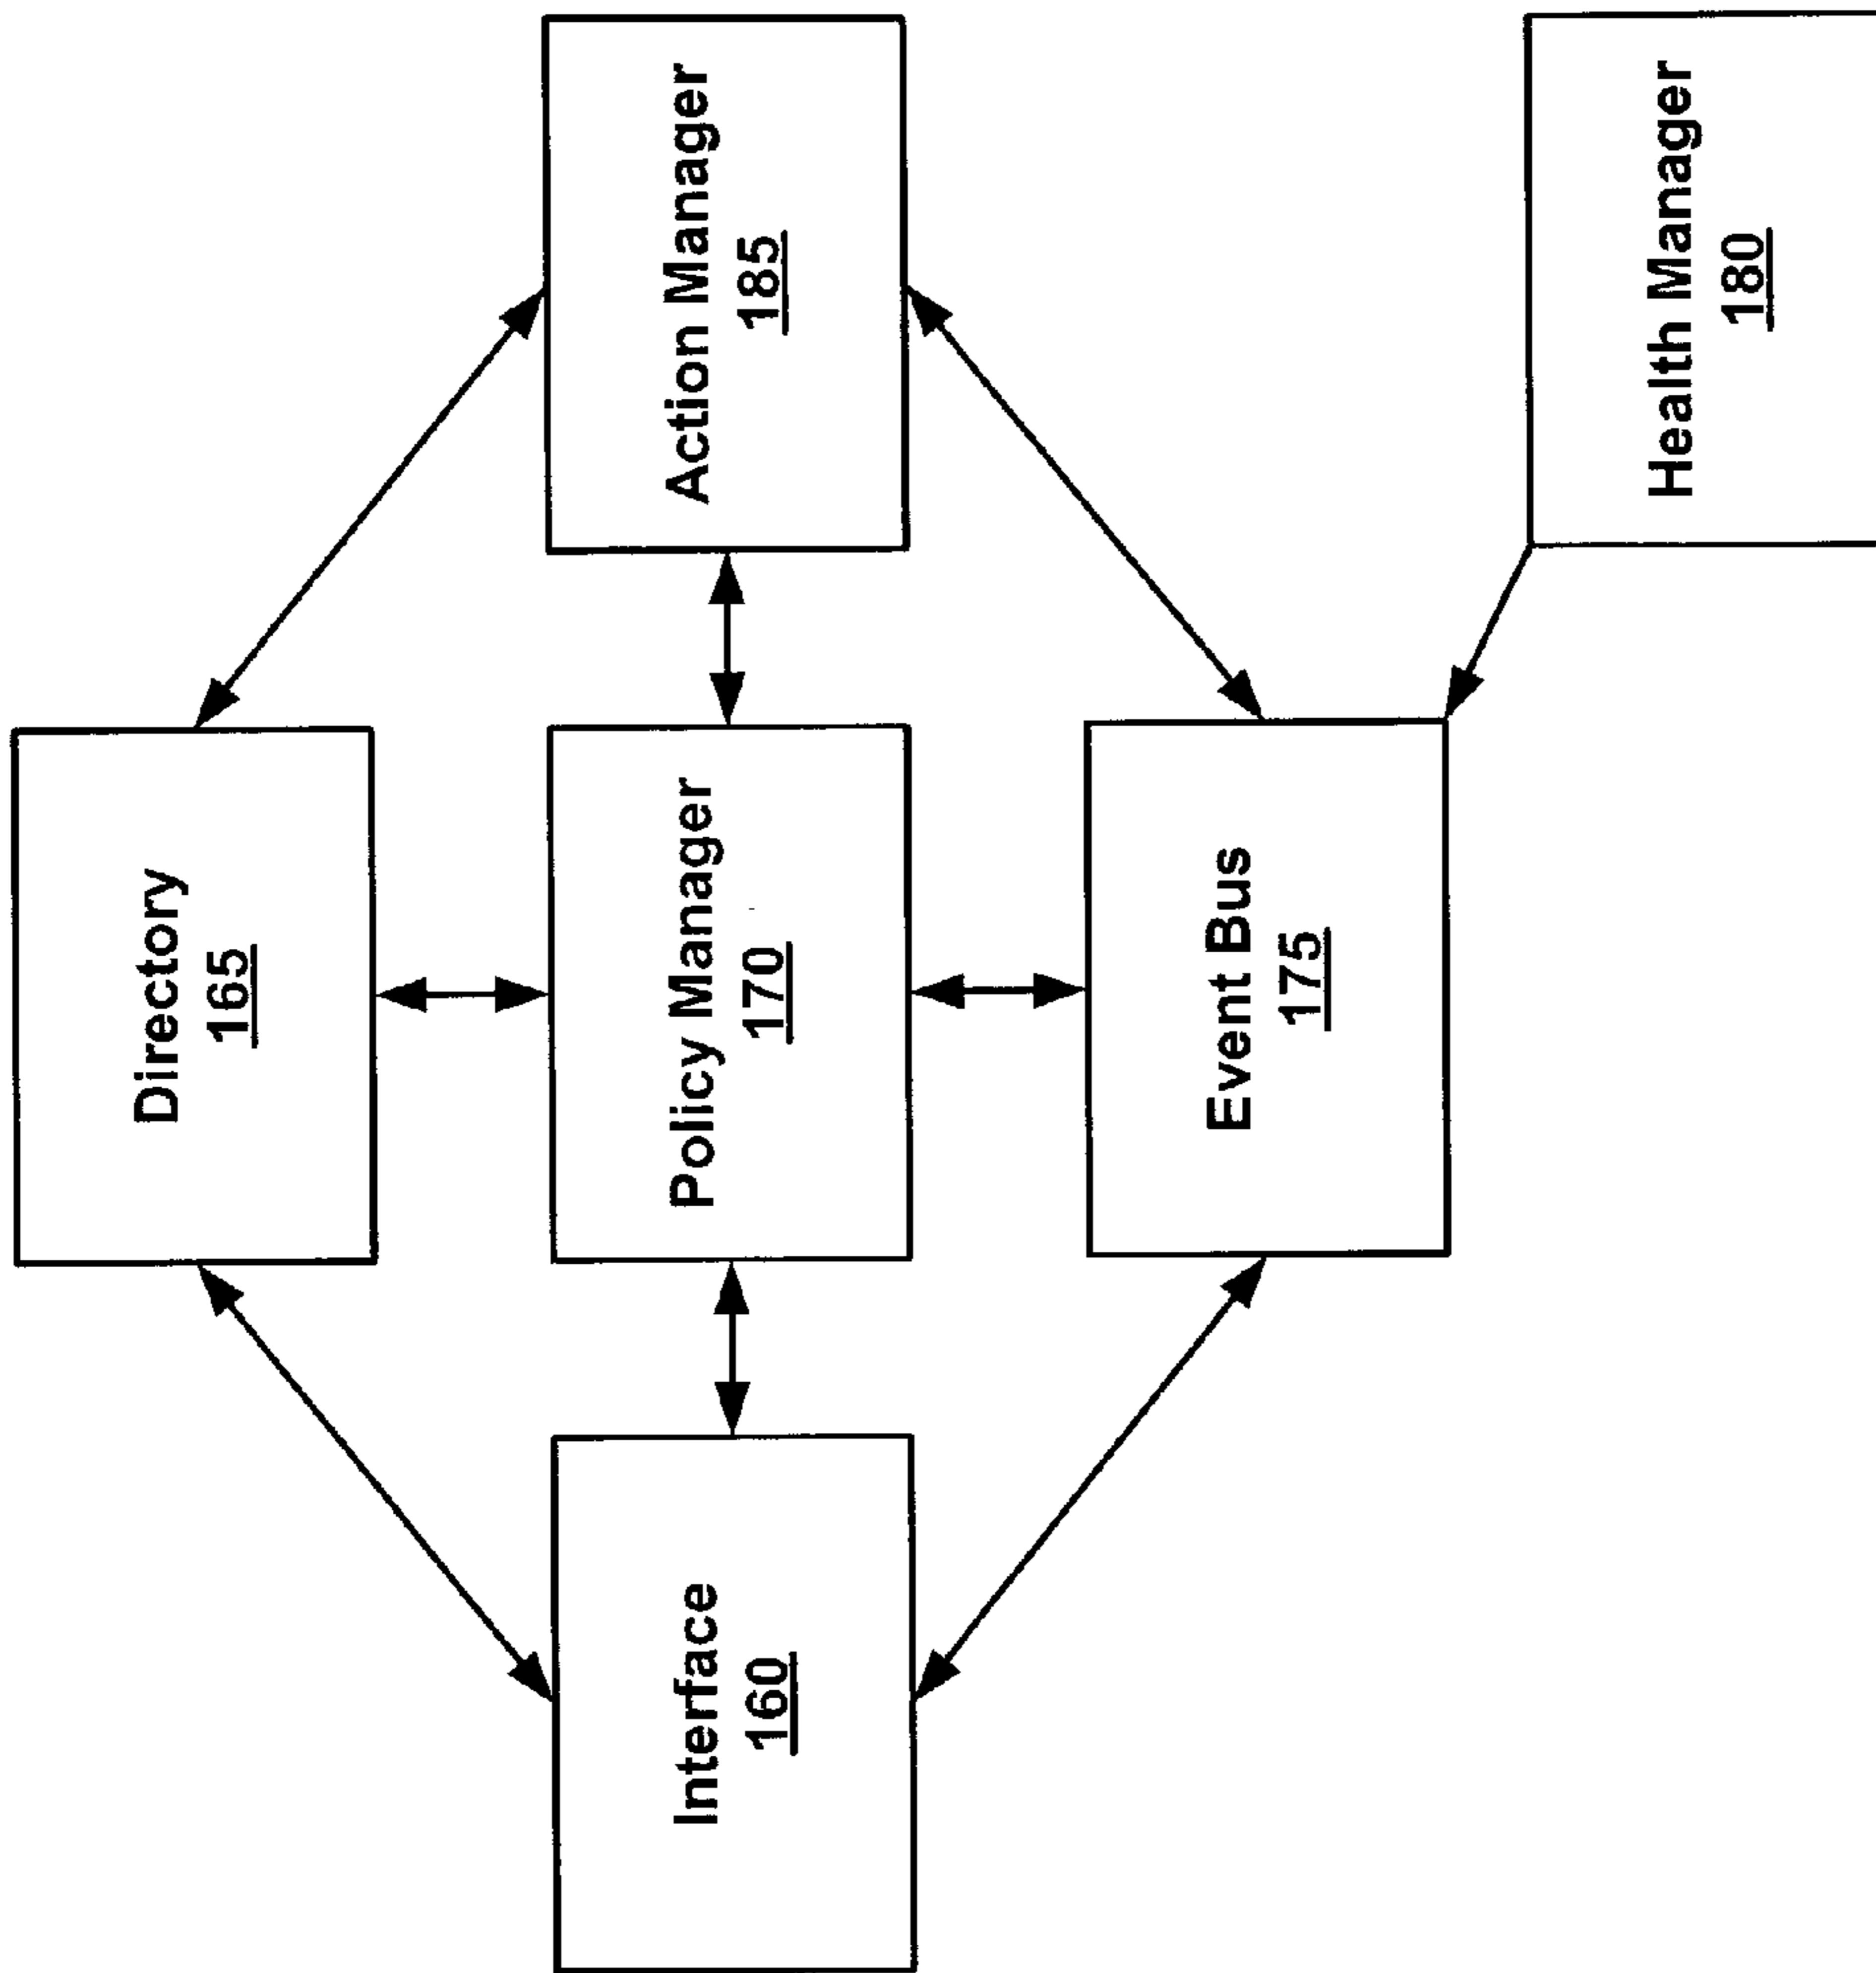 Directory
165
Interface
160
Policy Manager
170
Action Manager
185
Event Bus
175
Health Manager
180